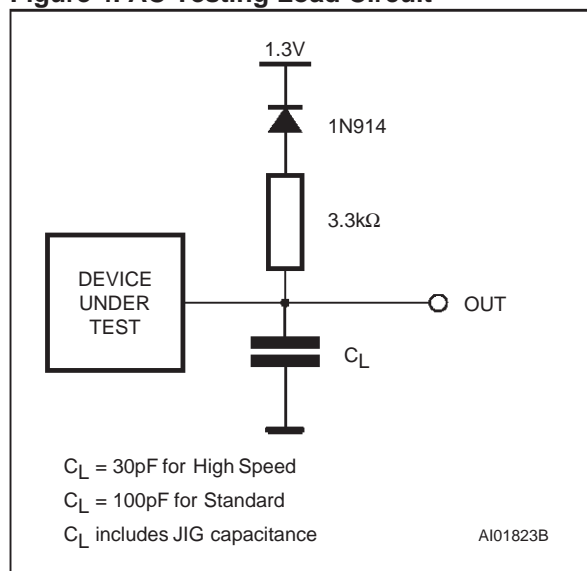 Figure 4. AC Testing Load Circuit
1.3V
1N914
3.3kΩ
DEVICE
UNDER
TEST
OUT
CL
CL = 30pF for High Speed
CL = 100pF for Standard
CL includes JIG capacitance
AI01823B